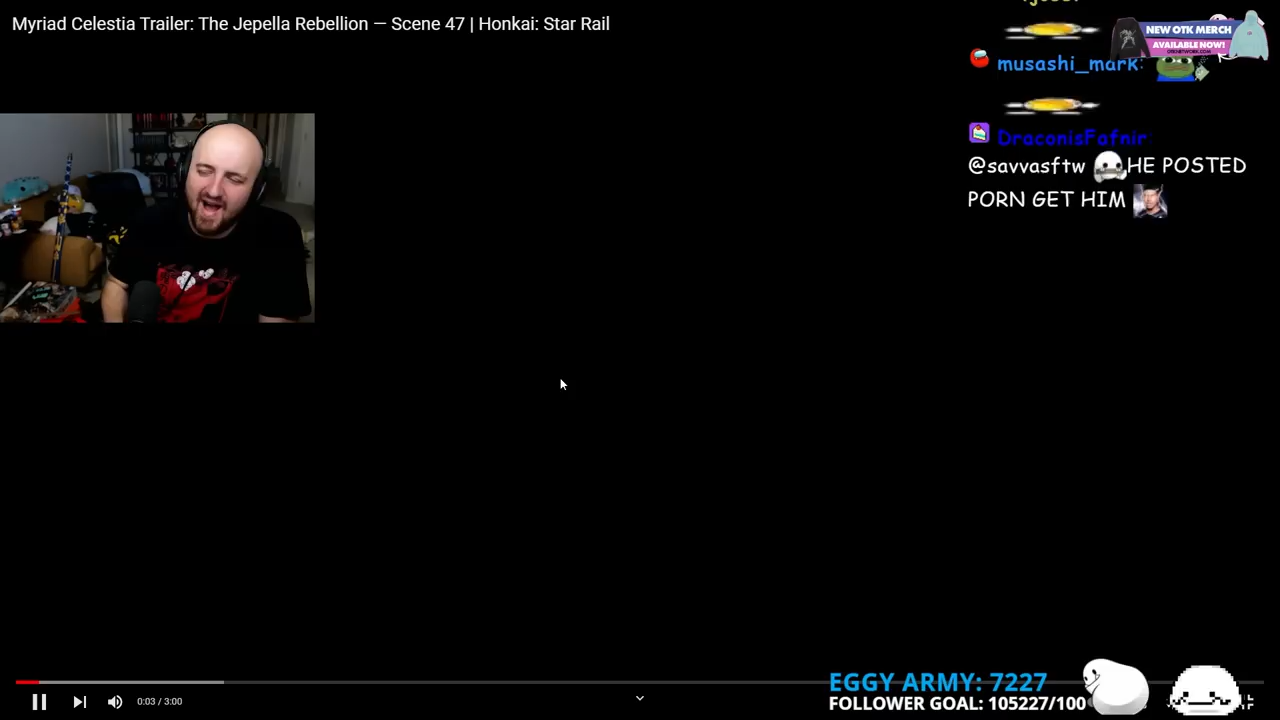 Myriad Celestia Trailer: The Jepella Rebellion — Scene 47 | Honkai: Star Rail
NEW OTK MERCH
AVAILABLE NOW!
musashi_mark:
DraconisFafnir:
@savvasftw HE POSTED
PORN GET HIM
EGGY ARMY: 7227
FOLLOWER GOAL: 105227/100
0:03 / 3:00